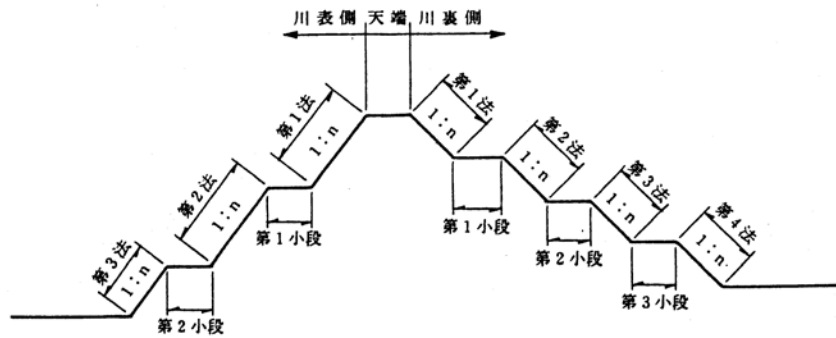 川表側 天端 川裏側
第1法
1:n
第2法
1:n
第3法
1:n
第1小段
第2小段
第1法
1:n
第2法
1:n
第3法
1:n
第4法
1:n
第1小段
第2小段
第3小段